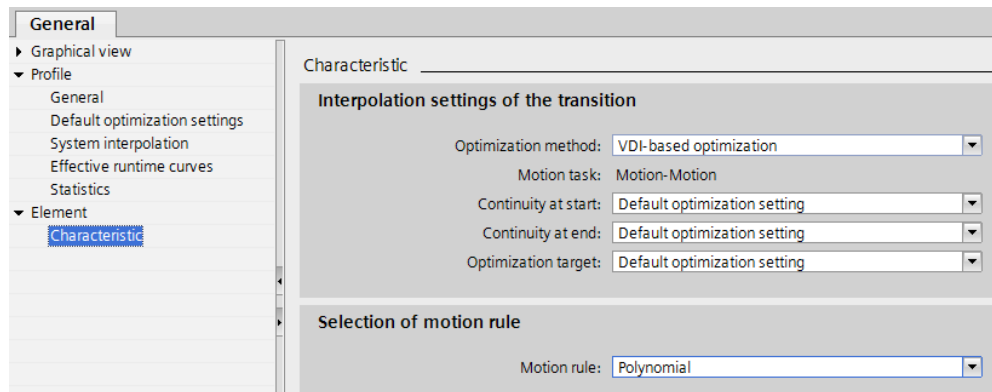 General
Graphical view
Profile
General
Default optimization settings
System interpolation
Effective runtime curves
Statistics
Element
Characteristic
Characteristic
Interpolation settings of the transition
Optimization method: VDI-based optimization
Motion task: Motion-Motion
Continuity at start: Default optimization setting
Continuity at end: Default optimization setting
Optimization target: Default optimization setting
Selection of motion rule
Motion rule: Polynomial